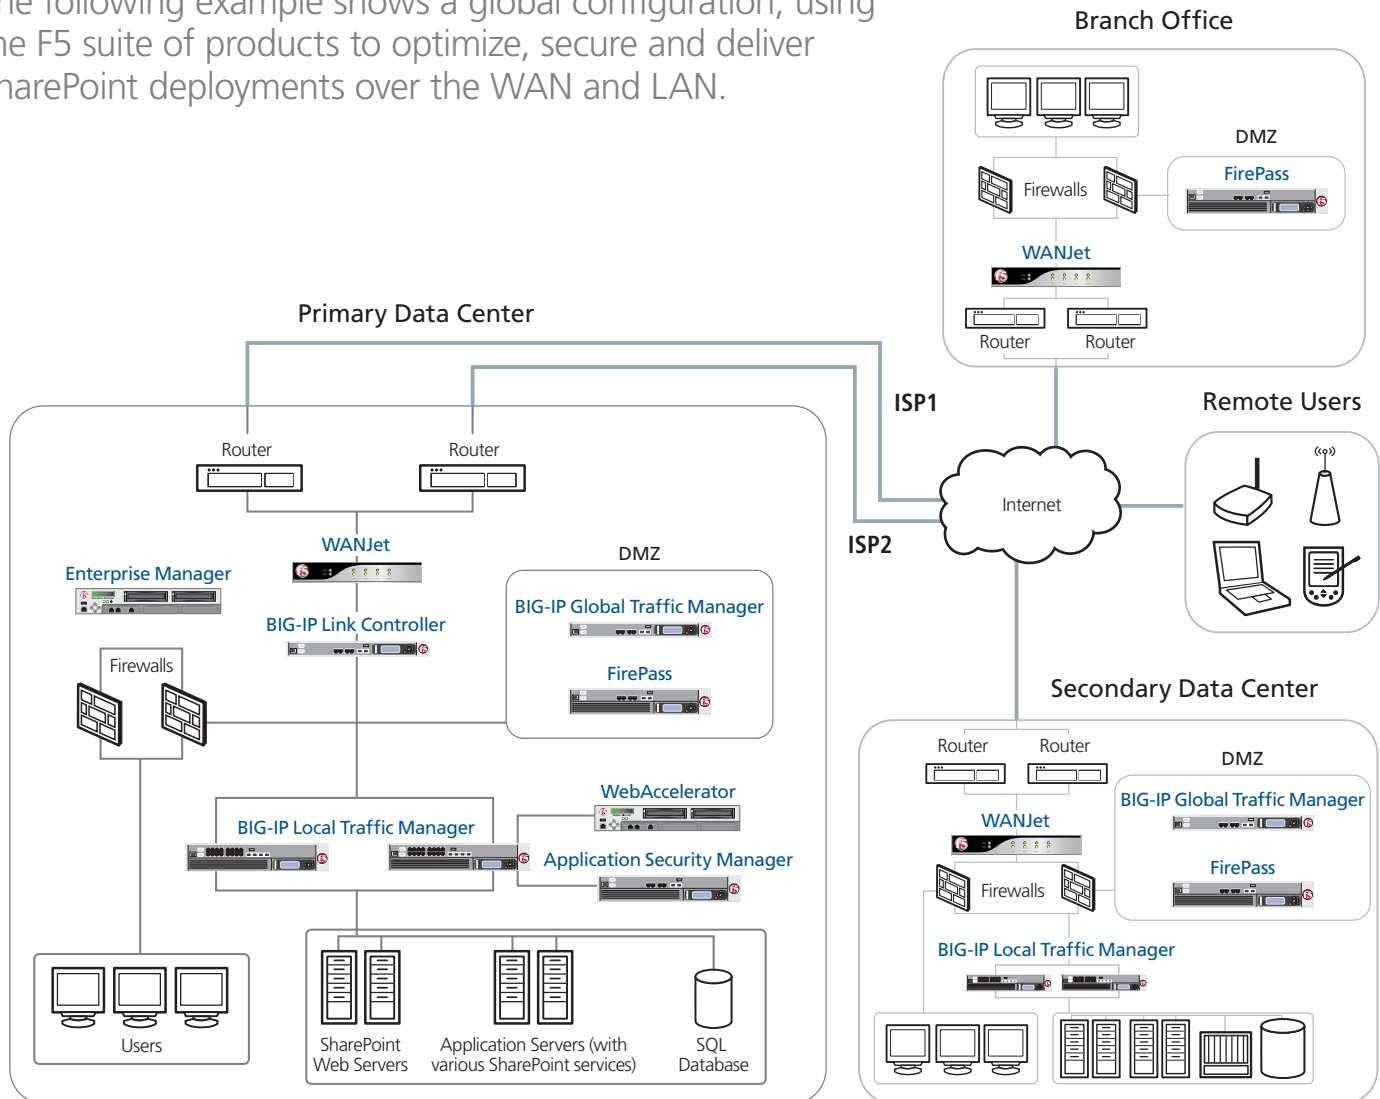 he following example shows a global configuration, using
he F5 suite of products to optimize, secure and deliver
harePoint deployments over the WAN and LAN.
Branch Office
DMZ
FirePass
Firewalls
WANJet
Router
Router
Primary Data Center
ISP1
ISP2
Internet
Remote Users
Router
Router
WANJet
Enterprise Manager
BIG-IP Link Controller
DMZ
BIG-IP Global Traffic Manager
FirePass
Firewalls
WebAccelerator
BIG-IP Local Traffic Manager
Application Security Manager
Users
SharePoint
Web Servers
Application Servers (with
various SharePoint services)
SQL
Database
Secondary Data Center
Router
Router
DMZ
BIG-IP Global Traffic Manager
WANJet
FirePass
Firewalls
BIG-IP Local Traffic Manager